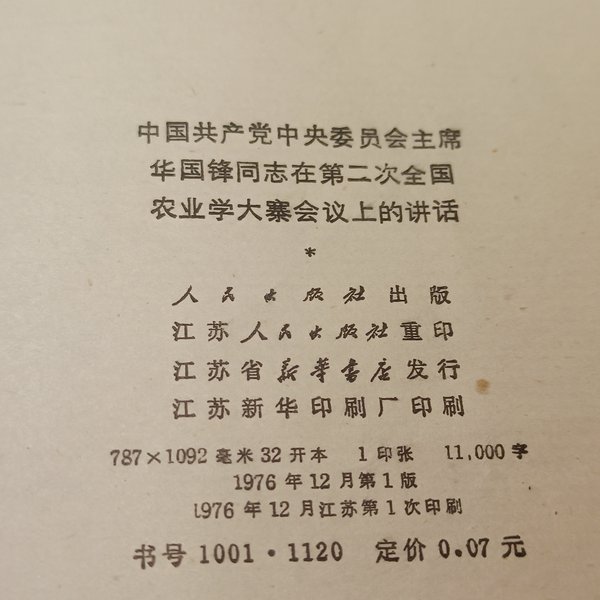 中国共产党中央委员会主席
华国锋同志在第二次全国
农业学大寨会议上的讲话
*
人民出版社出版
江苏人民出版社重印
江苏省新华书店发行
江苏新华印刷厂印刷
787×1092毫米32开本 1印张 11,000字
1976年12月第1版
1976年12月江苏第1次印刷
书号1001·1120 定价0.07元